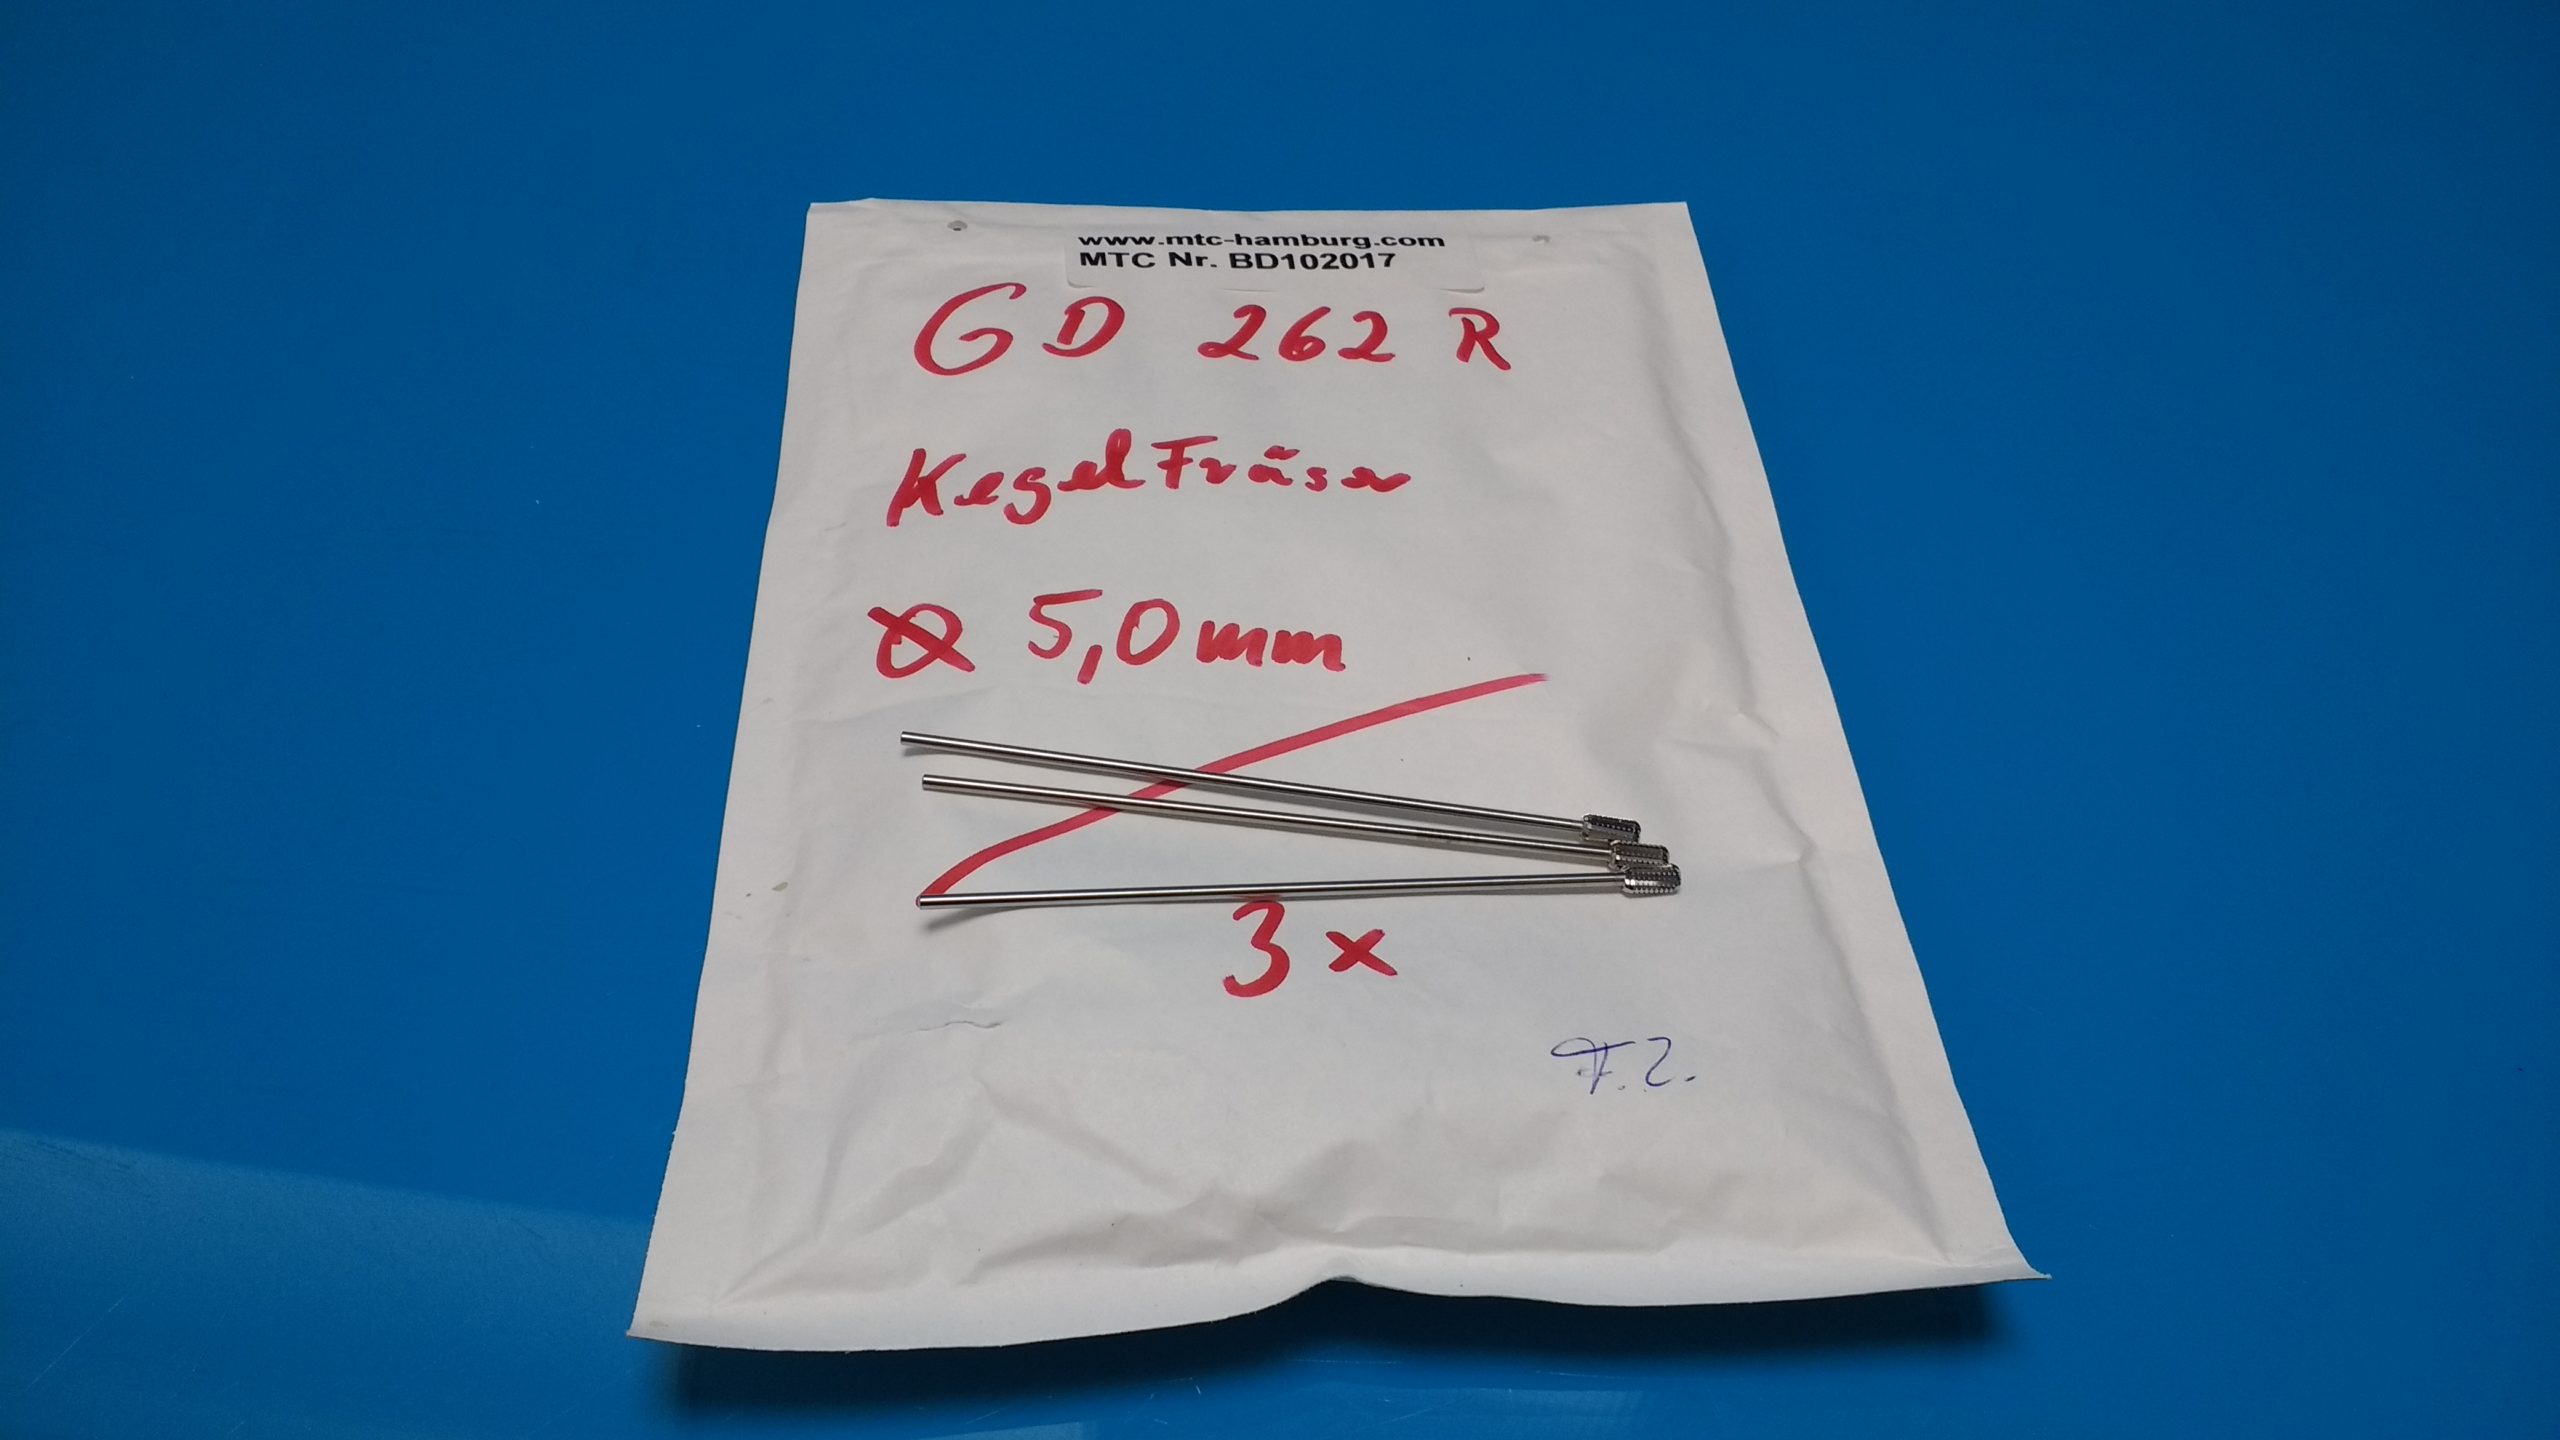 www.mtc-hamburg.com
MTC Nr. BD102017
GD 262 R
KegelFräser
Ø 5,0mm
3x